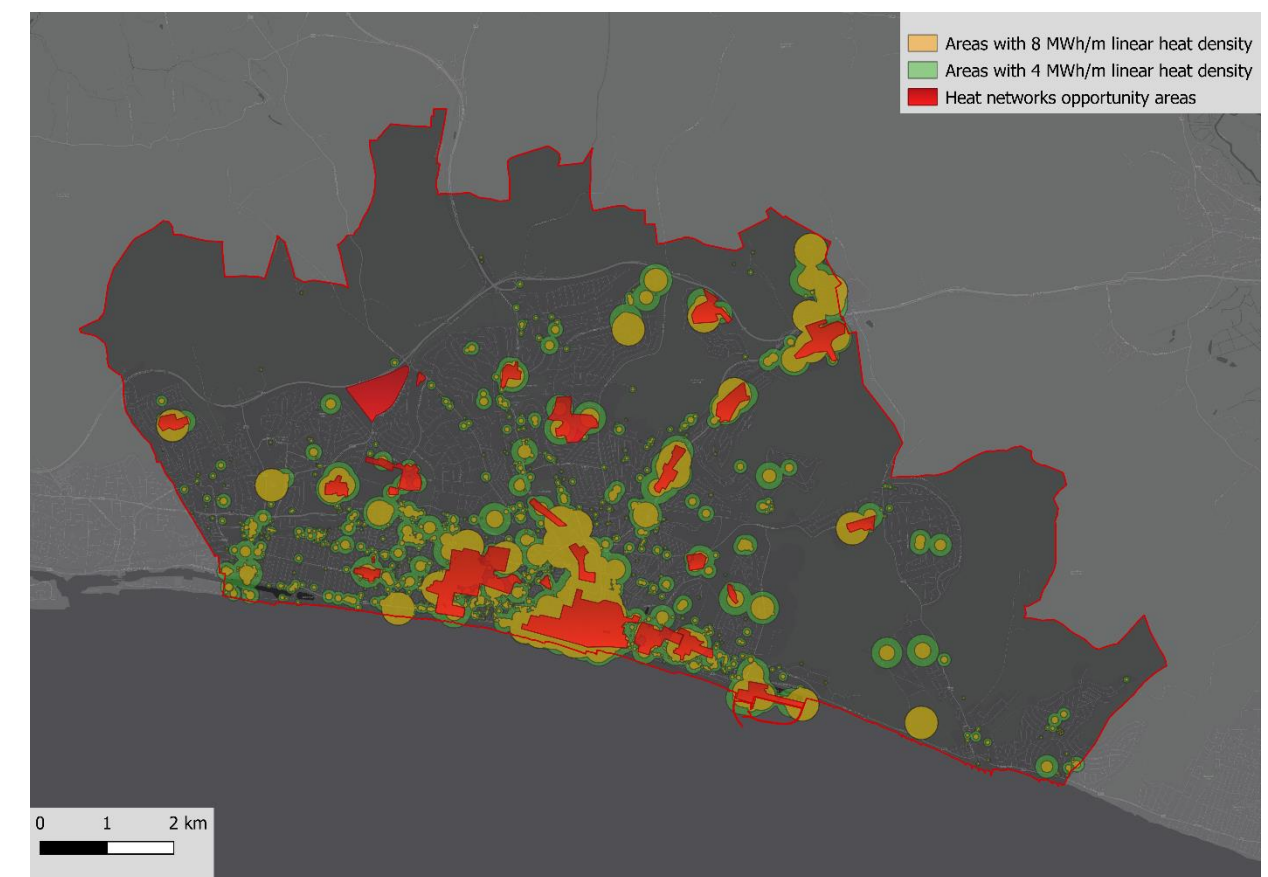 Areas with 8 MWh/m linear heat density
Areas with 4 MWh/m linear heat density
Heat networks opportunity areas
0 1 2 km